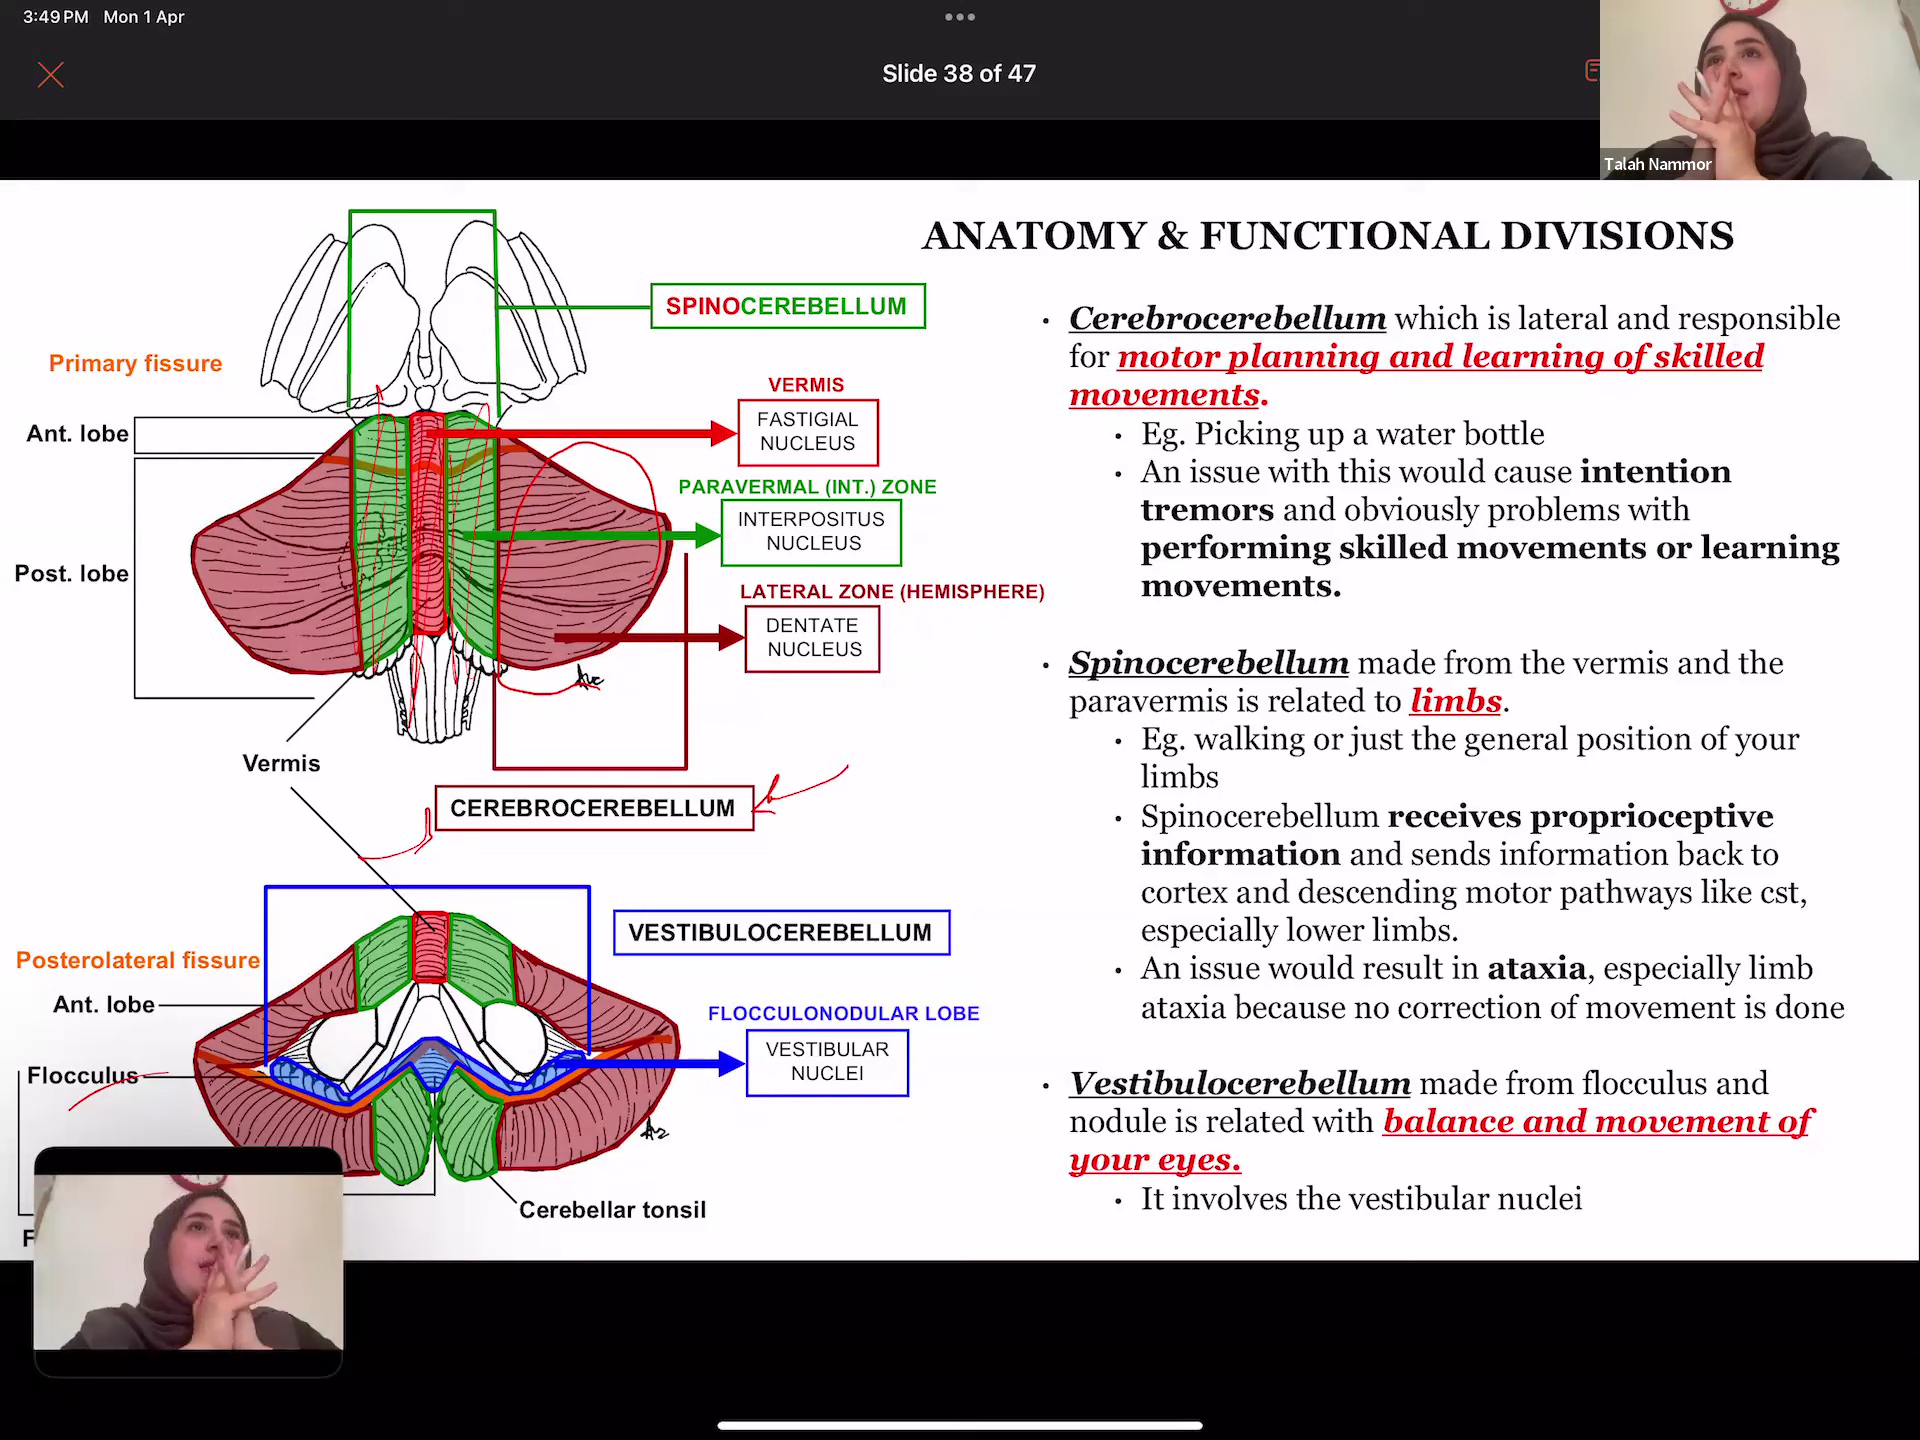 3:49 PM Mon 1 Apr
Slide 38 of 47
Talah Nammor
ANATOMY & FUNCTIONAL DIVISIONS
SPINOCEREBELLUM
Primary fissure
VERMIS
FASTIGIAL
NUCLEUS
Ant. lobe
PARAVERMAL (INT.) ZONE
INTERPOSITUS
NUCLEUS
Post. lobe
LATERAL ZONE (HEMISPHERE)
DENTATE
NUCLEUS
Vermis
CEREBROCEREBELLUM
VESTIBULOCEREBELLUM
Posterolateral fissure
Ant. lobe
FLOCCULONODULAR LOBE
VESTIBULAR
NUCLEI
Flocculus
Cerebellar tonsil
F
• Cerebrocerebellum which is lateral and responsible
for motor planning and learning of skilled
movements.
• Eg. Picking up a water bottle
• An issue with this would cause intention
tremors and obviously problems with
performing skilled movements or learning
movements.
• Spinocerebellum made from the vermis and the
paravermis is related to limbs.
• Eg. walking or just the general position of your
limbs
• Spinocerebellum receives proprioceptive
information and sends information back to
cortex and descending motor pathways like cst,
especially lower limbs.
• An issue would result in ataxia, especially limb
ataxia because no correction of movement is done
• Vestibulocerebellum made from flocculus and
nodule is related with balance and movement of
your eyes.
• It involves the vestibular nuclei